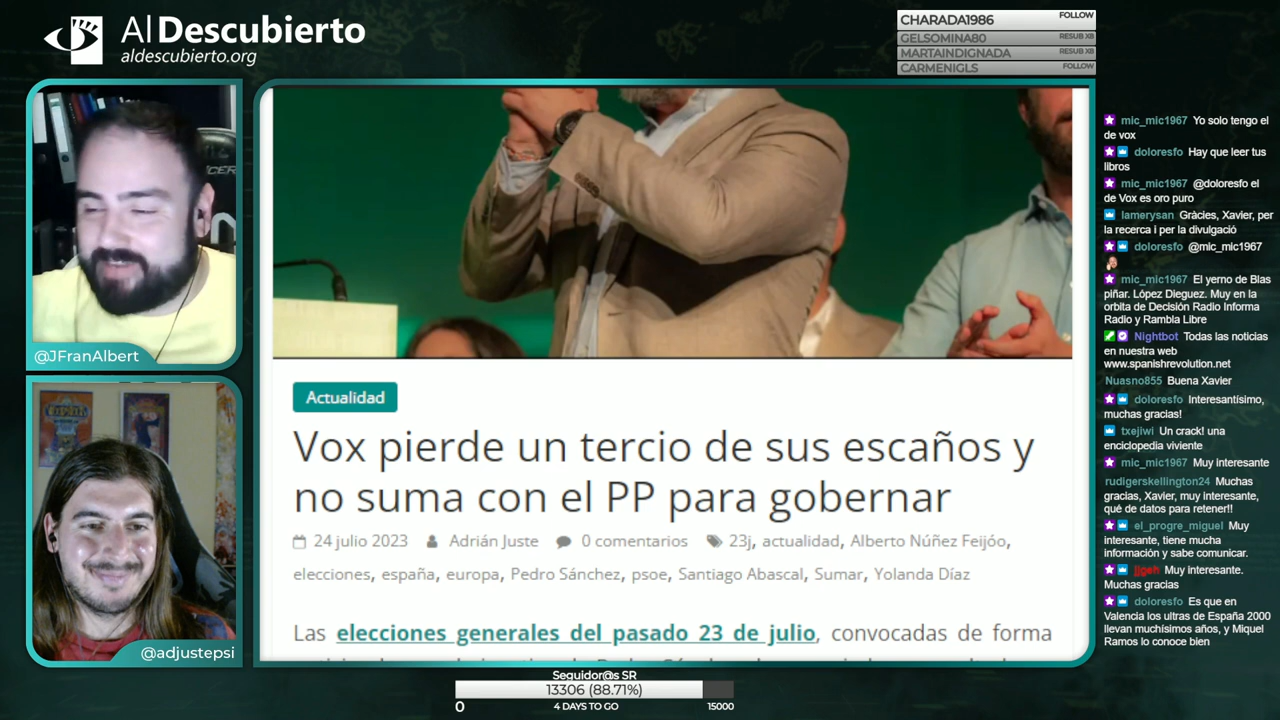 Al Descubierto
aldescubierto.org
CHARADA1986 FOLLOW
GELSOMINA80 RESUB X8
MARTAINDIGNADA RESUB X8
CARMENIGLS FOLLOW
@JFranAlbert
@adjustepsi
Actualidad
Vox pierde un tercio de sus escaños y
no suma con el PP para gobernar
24 julio 2023 Adrián Juste 0 comentarios 23j, actualidad, Alberto Núñez Feijóo,
elecciones, españa, europa, Pedro Sánchez, psoe, Santiago Abascal, Sumar, Yolanda Díaz
Las elecciones generales del pasado 23 de julio, convocadas de forma
mic_mic1967 Yo solo tengo el
de vox
doloresfo Hay que leer tus
libros
mic_mic1967 @doloresfo el
de Vox es oro puro
lamerysan Gràcies, Xavier, per
la recerca i per la divulgació
doloresfo @mic_mic1967
mic_mic1967 El yerno de Blas
piñar. López Dieguez. Muy en la
orbita de Decisión Radio Informa
Radio y Rambla Libre
Nightbot Todas las noticias
en nuestra web
www.spanishrevolution.net
Nuasno855 Buena Xavier
doloresfo Interesantísimo,
muchas gracias!
txejiwi Un crack! una
enciclopedia viviente
mic_mic1967 Muy interesante
rudigerskellington24 Muchas
gracias, Xavier, muy interesante,
qué de datos para retener!!
el_progre_miguel Muy
interesante, tiene mucha
información y sabe comunicar.
Muy interesante.
Muchas gracias
doloresfo Es que en
Valencia los ultras de España 2000
llevan muchísimos años, y Miquel
Ramos lo conoce bien
Seguidor@s SR
13306 (88.71%)
0 4 DAYS TO GO 15000